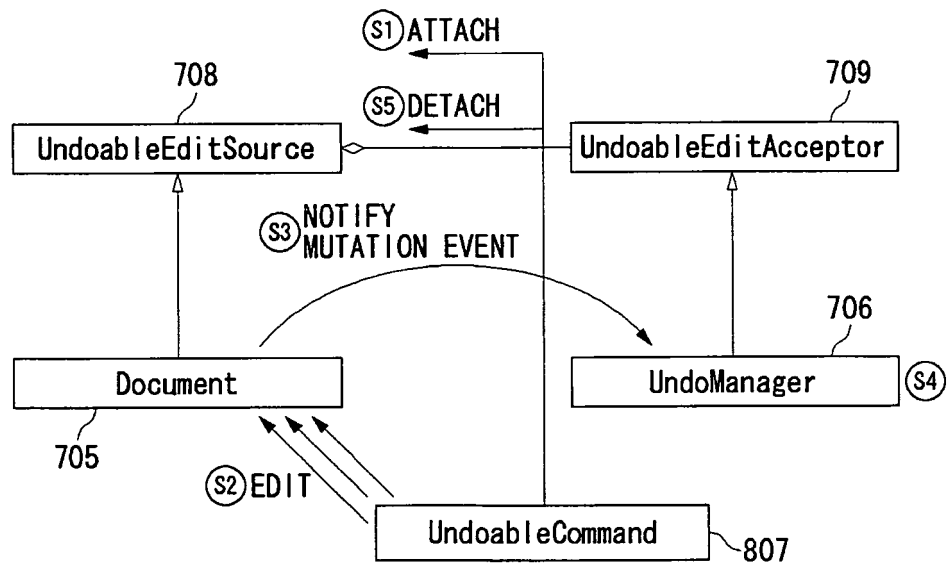 S1 ATTACH
708
709
S5 DETACH
UndoableEditSource
UndoableEditAcceptor
S3 NOTIFY
MUTATION EVENT
706
Document
UndoManager
S4
705
S2 EDIT
UndoableCommand
807